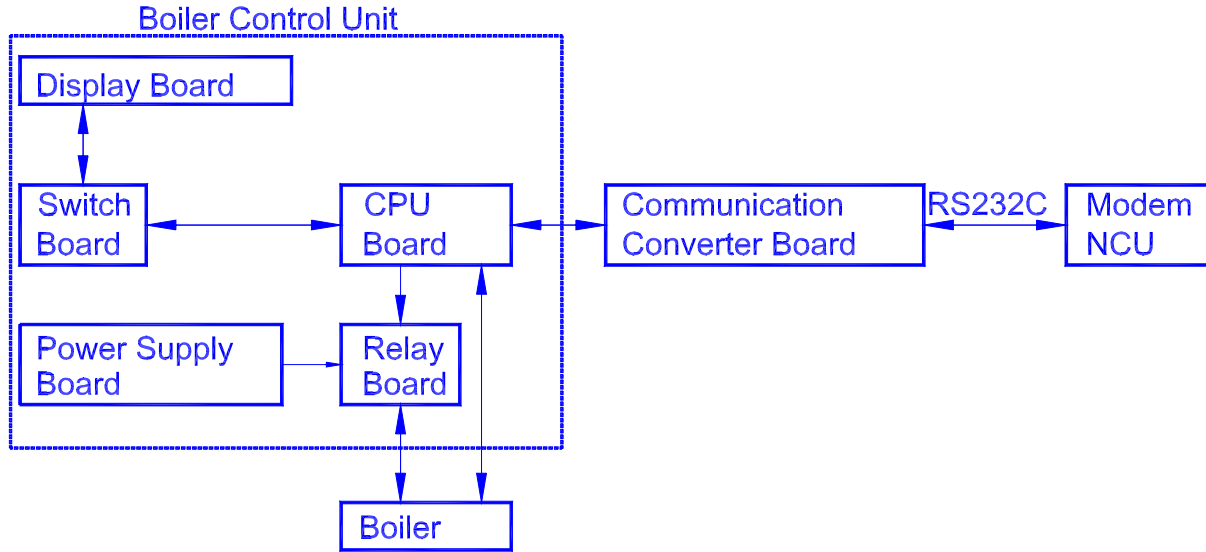 Boiler Control Unit
Display Board
Switch
Board
CPU
Board
Communication
Converter Board
RS232C
Modem
NCU
Power Supply
Board
Relay
Board
Boiler